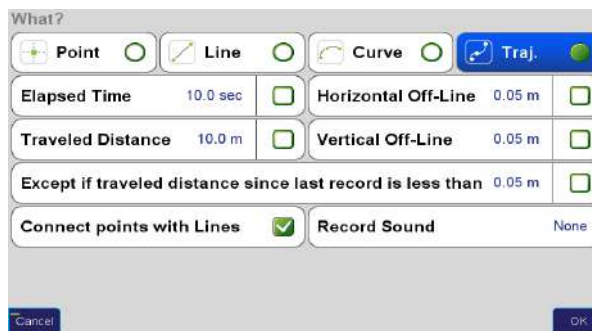 What?
Point Line Curve Traj.
Elapsed Time 10.0 sec Horizontal Off-Line 0.05 m
Traveled Distance 10.0 m Vertical Off-Line 0.05 m
Except if traveled distance since last record is less than 0.05 m
Connect points with Lines Record Sound None
Cancel OK